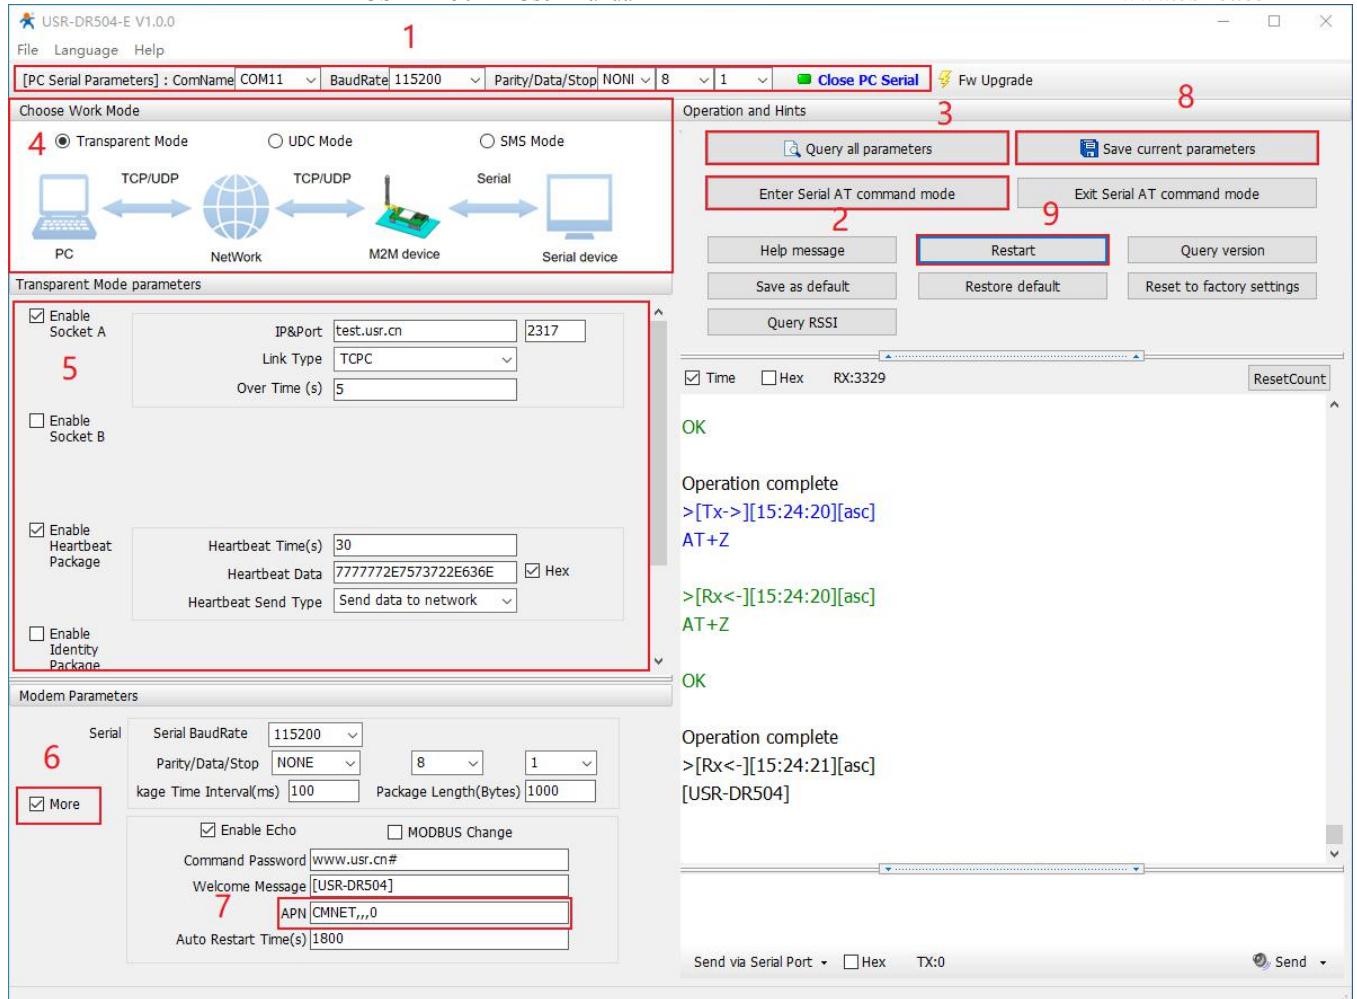 USR-DR504-E V1.0.0
File Language Help
1
[PC Serial Parameters] : ComName COM11 BaudRate 115200 Parity/Data/Stop NONI 8 1 Close PC Serial Fw Upgrade
Choose Work Mode
4
Transparent Mode UDC Mode SMS Mode
TCP/UDP TCP/UDP Serial
PC NetWork M2M device Serial device
Transparent Mode parameters
Enable
Socket A
5
IP&Port test.usr.cn 2317
Link Type TCPC
Over Time (s) 5
Enable
Socket B
Enable
Heartbeat
Package
Heartbeat Time(s) 30
Heartbeat Data 7777772E7573722E636E Hex
Heartbeat Send Type Send data to network
Enable
Identity
Package
Modem Parameters
Serial Serial BaudRate 115200
6
Parity/Data/Stop NONE 8 1
kage Time Interval(ms) 100 Package Length(Bytes) 1000
More
Enable Echo MODBUS Change
Command Password www.usr.cn#
Welcome Message [USR-DR504]
7
APN CMNET,,,0
Auto Restart Time(s) 1800
Operation and Hints
3 8
Query all parameters Save current parameters
Enter Serial AT command mode Exit Serial AT command mode
2 9
Help message Restart Query version
Save as default Restore default Reset to factory settings
Query RSSI
Time Hex RX:3329 ResetCount
OK
Operation complete
>[Tx->][15:24:20][asc]
AT+Z
>[Rx<-][15:24:20][asc]
AT+Z
OK
Operation complete
>[Rx<-][15:24:21][asc]
[USR-DR504]
Send via Serial Port Hex TX:0 Send